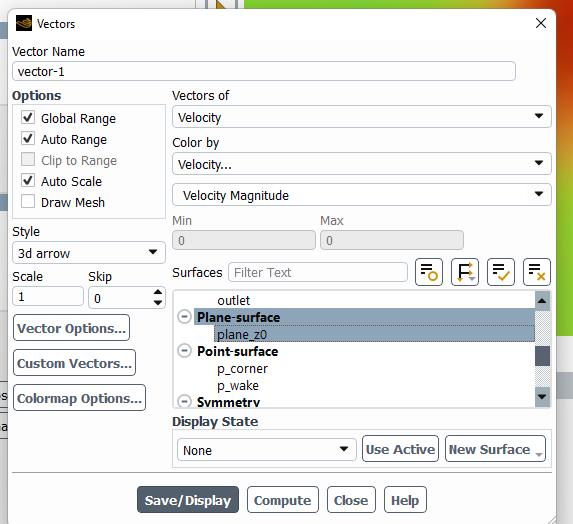 Vectors
Vector Name
vector-1
Options
Global Range
Auto Range
Clip to Range
Auto Scale
Draw Mesh
Style
3d arrow
Scale Skip
1 0
Vector Options...
Custom Vectors...
Colormap Options...
Vectors of
Velocity
Color by
Velocity...
Velocity Magnitude
Min Max
0 0
Surfaces Filter Text
outlet
Plane-surface
plane_z0
Point-surface
p_corner
p_wake
Symmetry
Display State
None Use Active New Surface
Save/Display Compute Close Help